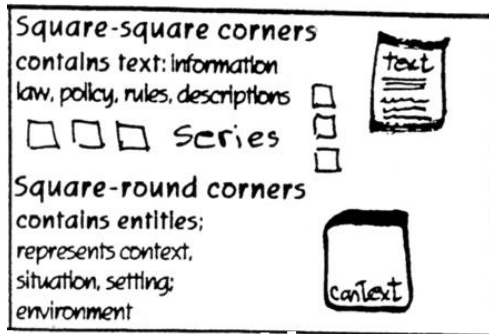 Square-square corners
contains text: information
law, policy, rules, descriptions
Series
text
Square-round corners
contains entities;
represents context,
situation, setting;
environment
context